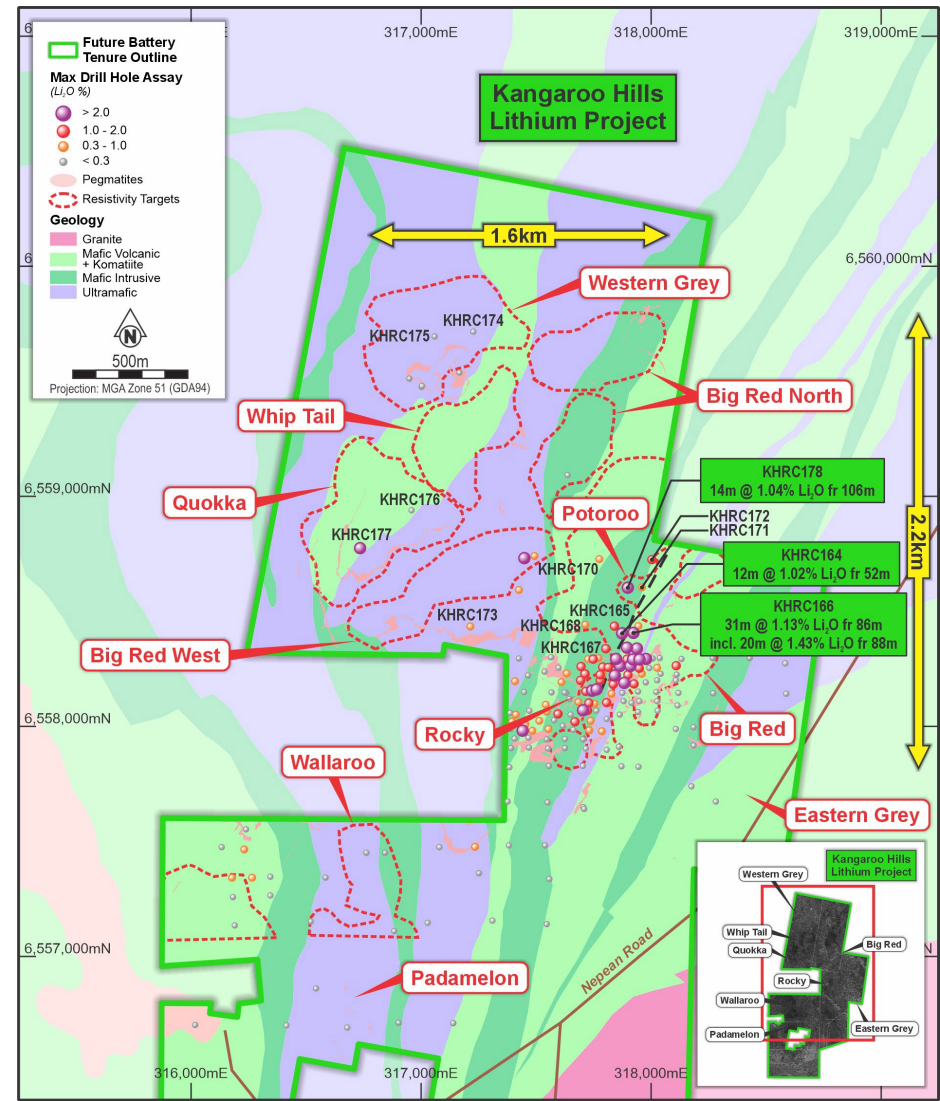 317,000mE
318,000mE
319,000mE
Future Battery
Tenure Outline
Max Drill Hole Assay
(Li₂O %)
> 2.0
1.0 - 2.0
0.3 - 1.0
< 0.3
Pegmatites
Resistivity Targets
Geology
Granite
Mafic Volcanic
+ Komatiite
Mafic Intrusive
Ultramafic
N
500m
Projection: MGA Zone 51 (GDA94)
Kangaroo Hills
Lithium Project
1.6km
6,560,000mN
Western Grey
KHRC174
KHRC175
Big Red North
Whip Tail
6,559,000mN
Quokka
KHRC176
KHRC177
Potoroo
KHRC178
14m @ 1.04% Li₂O fr 106m
KHRC172
KHRC171
2.2km
KHRC164
12m @ 1.02% Li₂O fr 52m
KHRC170
KHRC173
KHRC165
KHRC168
KHRC167
KHRC166
31m @ 1.13% Li₂O fr 86m
incl. 20m @ 1.43% Li₂O fr 88m
Big Red West
6,558,000mN
Rocky
Big Red
Wallaroo
Eastern Grey
6,557,000mN
Padamelon
Nepean Road
316,000mE
317,000mE
318,000mE
Kangaroo Hills
Lithium Project
Western Grey
Whip Tail
Quokka
Big Red
Rocky
Wallaroo
Eastern Grey
Padamelon